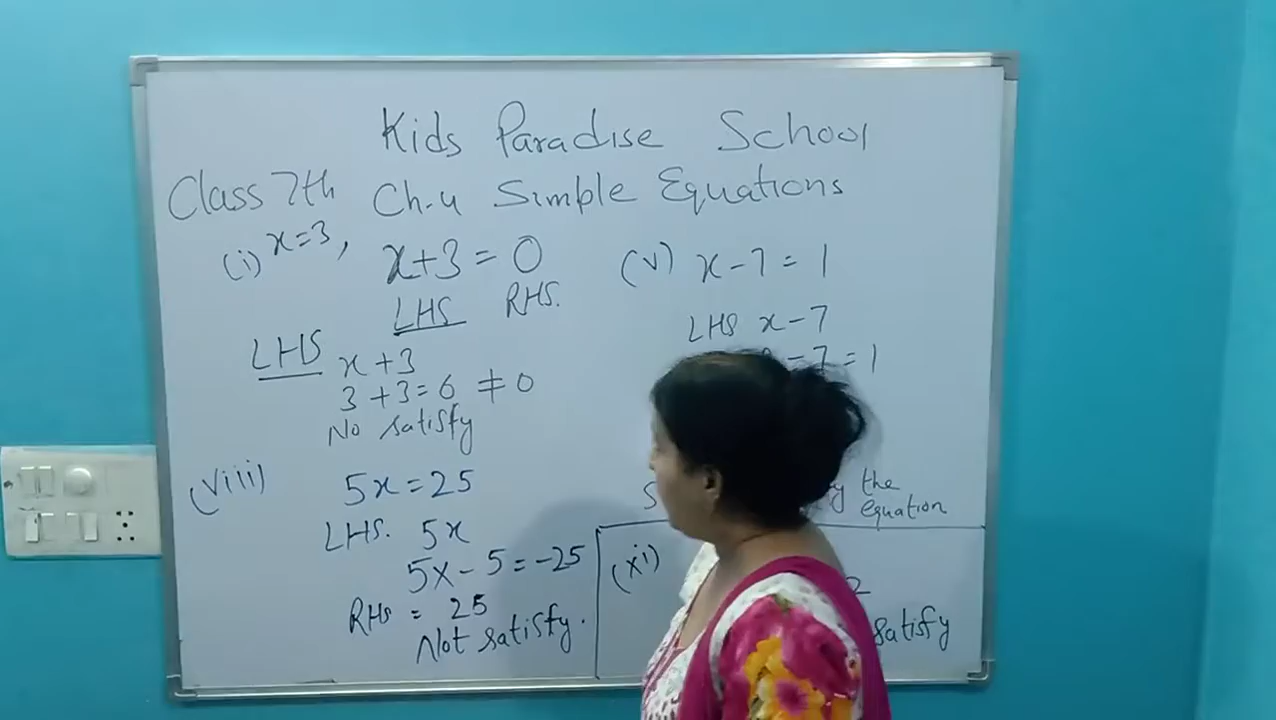 Kids Paradise School
Class 7th Ch.4 Simple Equations
(i) x=3, x+3 = 0
LHS RHS.
LHS x+3
3+3=6 ≠ 0
No satisfy
(viii) 5x=25
LHS. 5x
5x-5=-25
RHS = 25
Not satisfy.
(v) x-7=1
LHS x-7
-7=1
the
equation
(xi)
2
satisfy